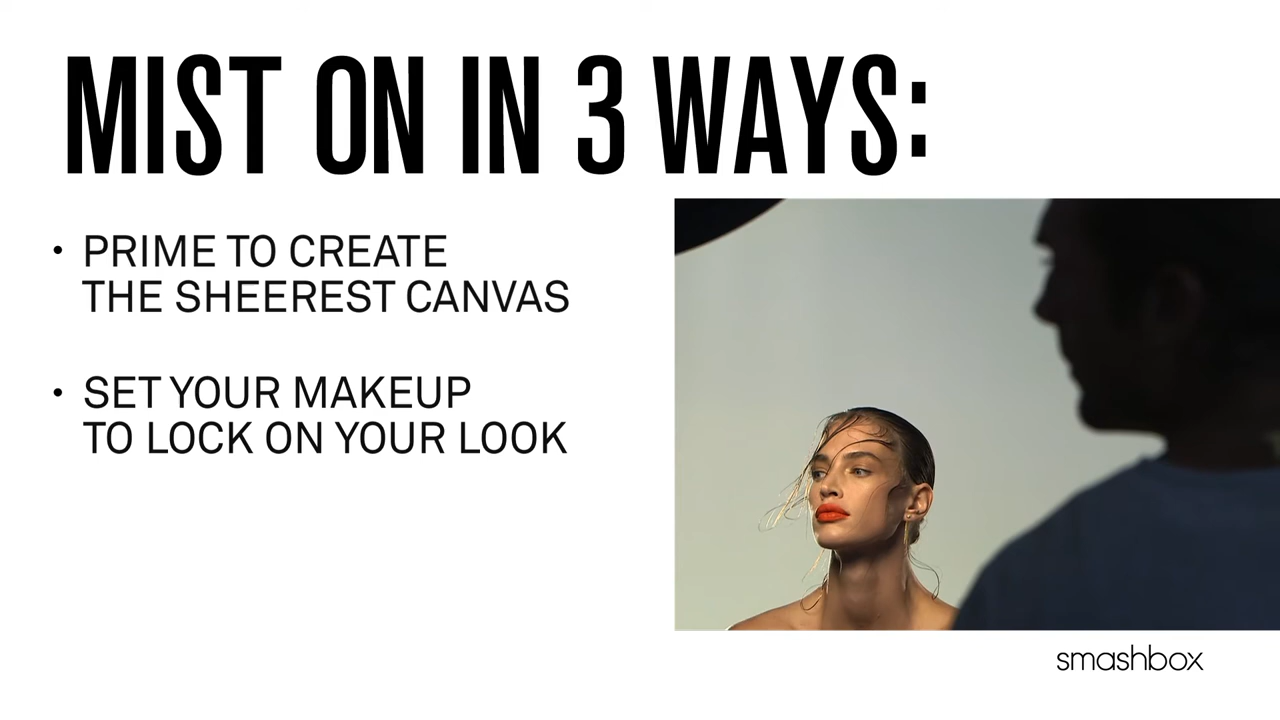 MIST ON IN 3 WAYS:
• PRIME TO CREATE
THE SHEEREST CANVAS
• SET YOUR MAKEUP
TO LOCK ON YOUR LOOK
smashbox